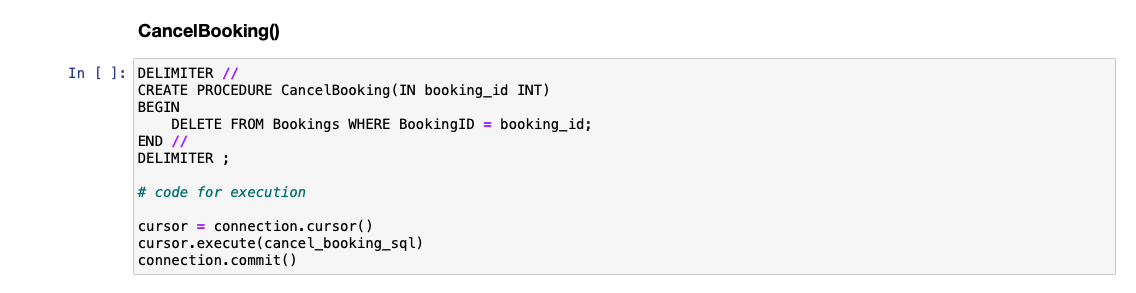 CancelBooking()
In [ ]: DELIMITER //
CREATE PROCEDURE CancelBooking(IN booking_id INT)
BEGIN
    DELETE FROM Bookings WHERE BookingID = booking_id;
END //
DELIMITER ;
# code for execution
cursor = connection.cursor()
cursor.execute(cancel_booking_sql)
connection.commit()